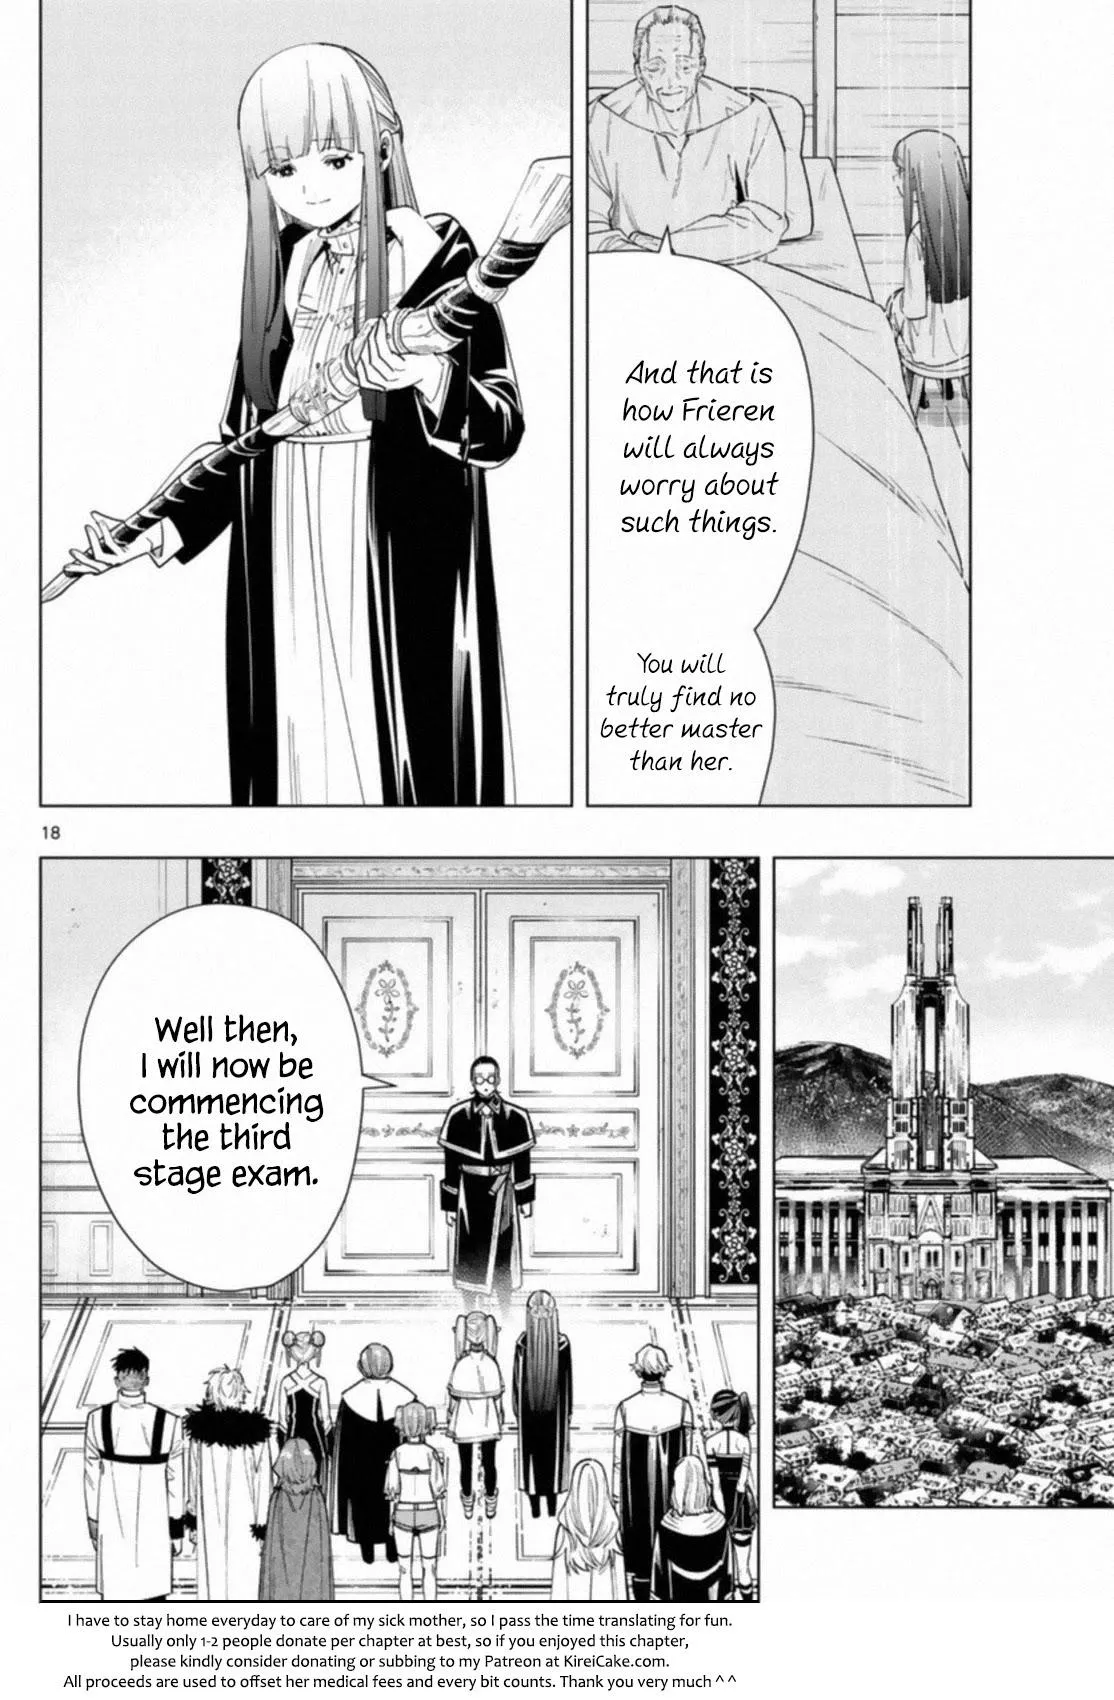 And that is
how Frieren
will always
worry about
such things.
You will
truly find no
better master
than her.
18
Well then,
I will now be
commencing
the third
stage exam.
I have to stay home everyday to care of my sick mother, so I pass the time translating for fun.
Usually only 1-2 people donate per chapter at best, so if you enjoyed this chapter,
please kindly consider donating or subbing to my Patreon at KireiCake.com.
All proceeds are used to offset her medical fees and every bit counts. Thank you very much ^ ^